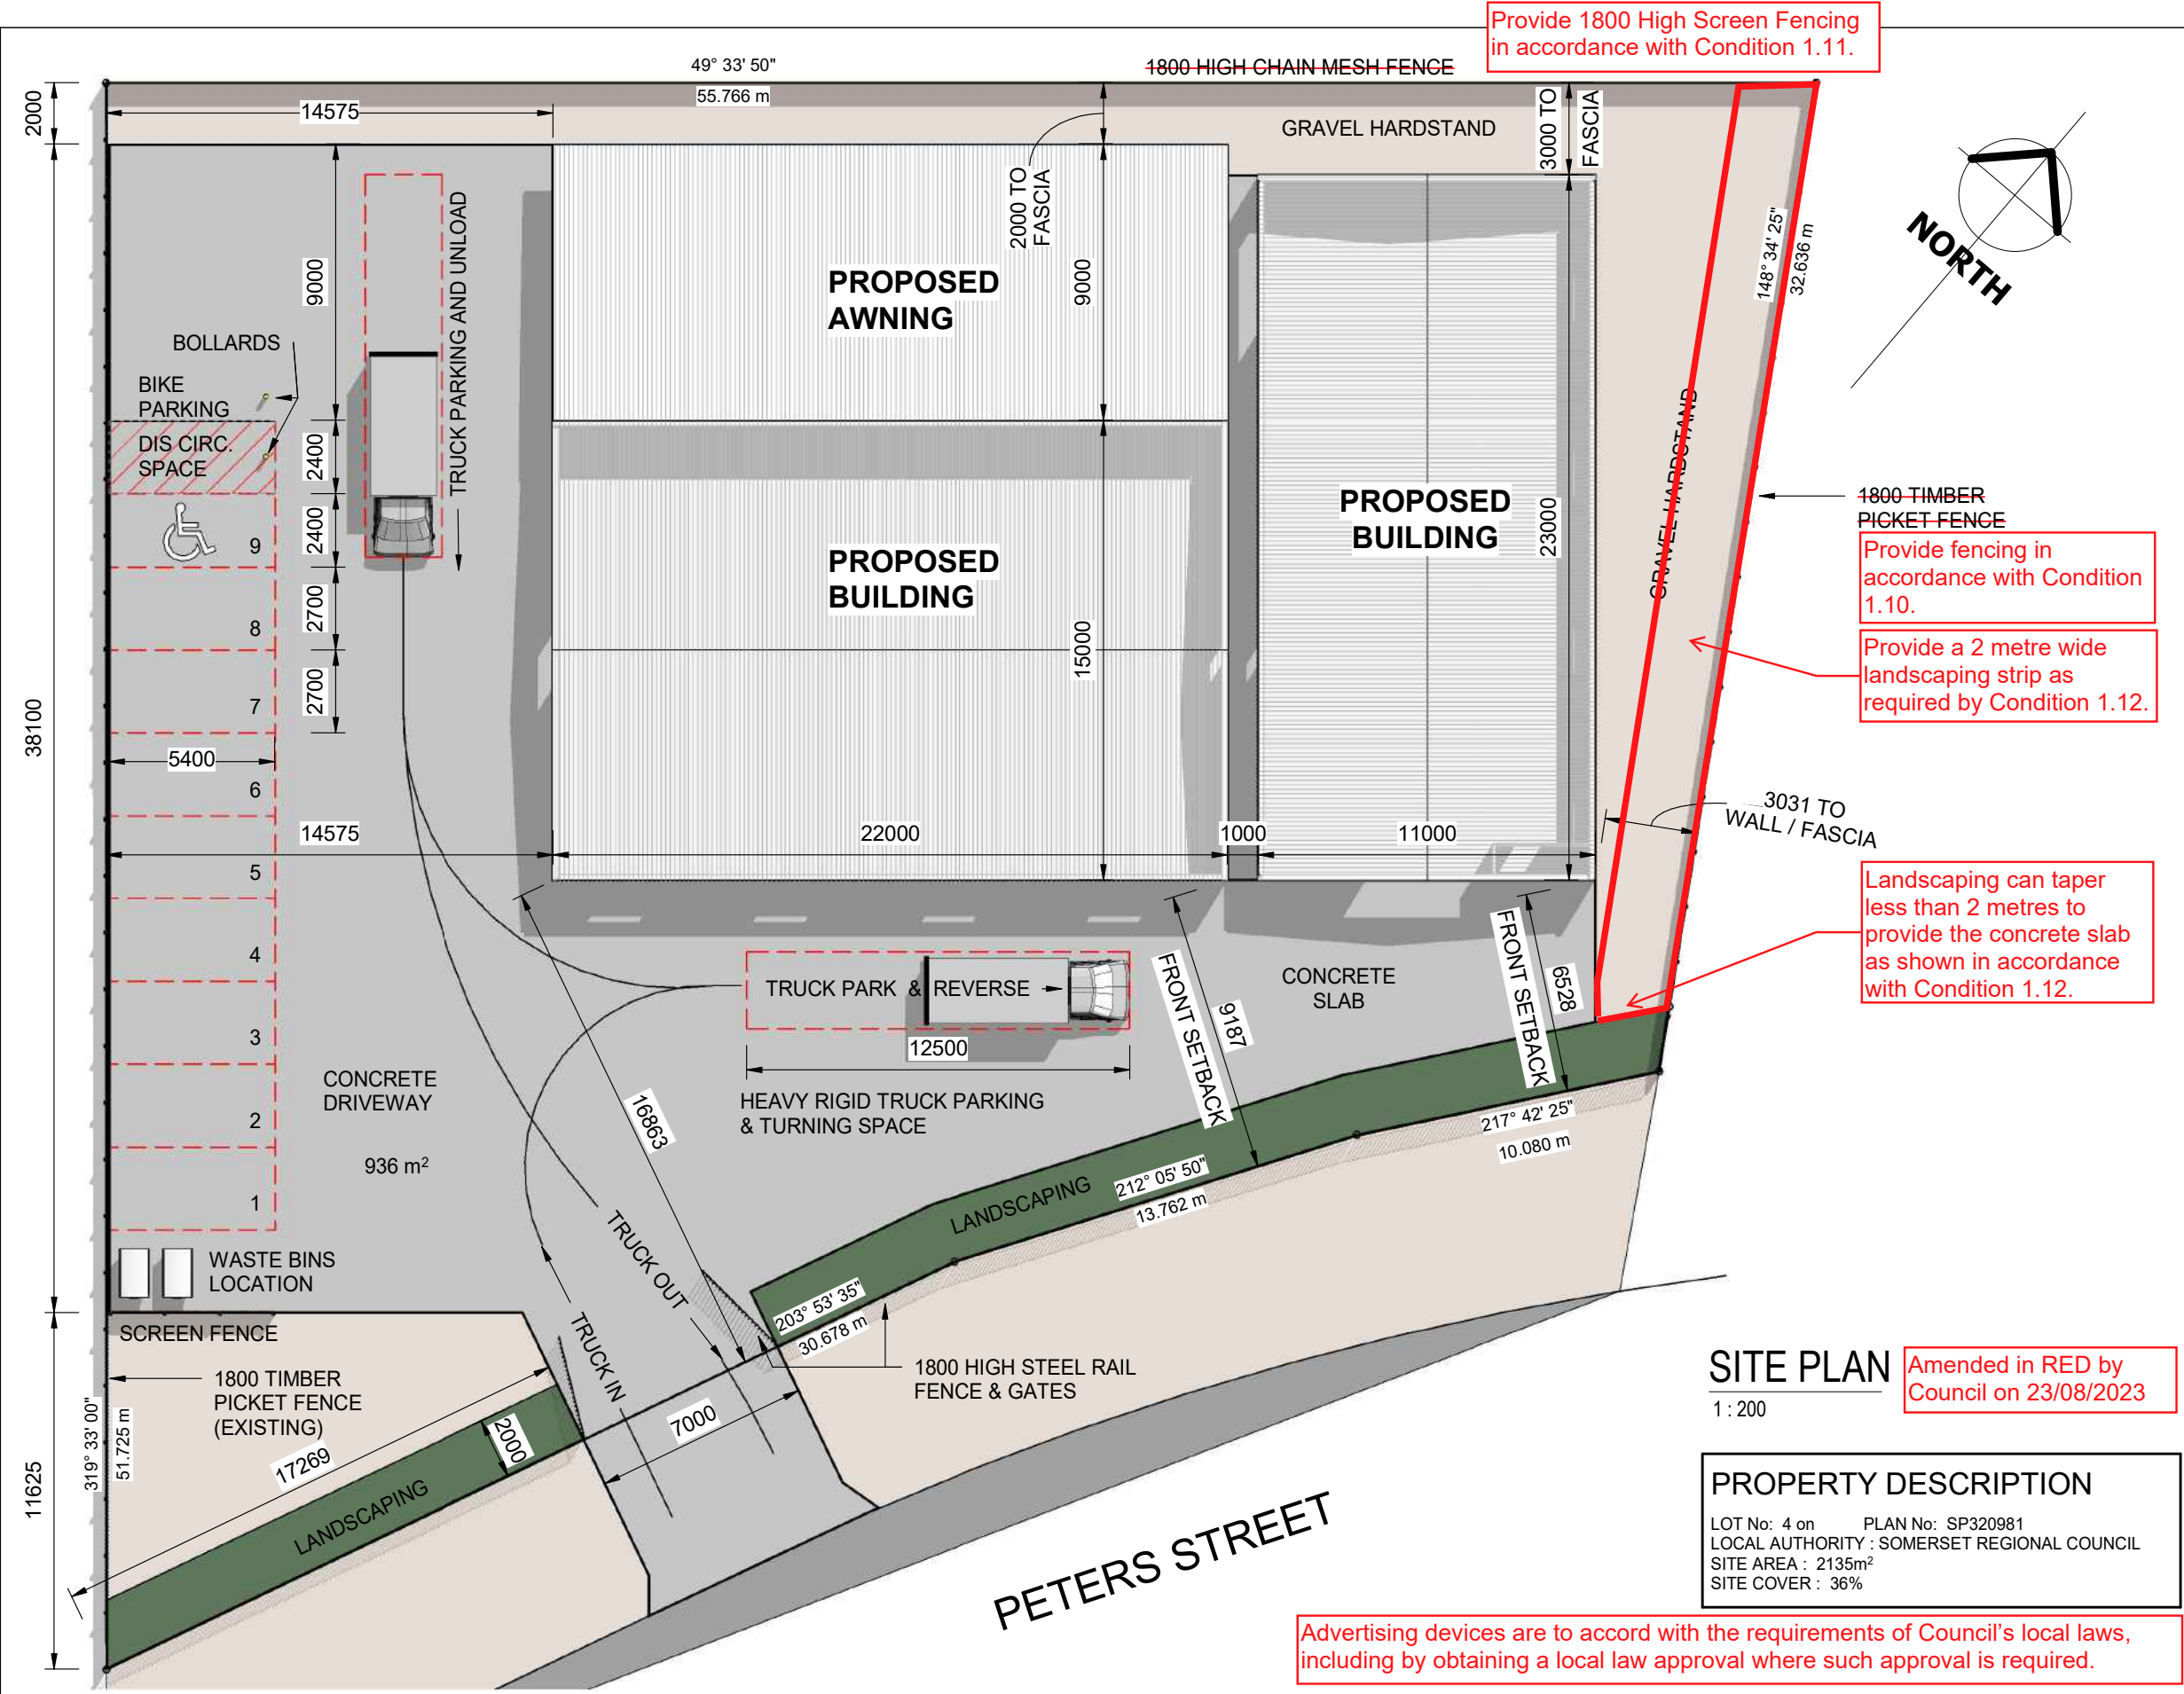 Provide 1800 High Screen Fencing
in accordance with Condition 1.11.
49° 33' 50"
1800 HIGH CHAIN MESH FENCE
55.766 m
2000
14575
GRAVEL HARDSTAND
3000 TO
FASCIA
2000 TO
FASCIA
9000
TRUCK PARKING AND UNLOAD
PROPOSED
AWNING
9000
148° 34' 25"
32.636 m
NORTH
BOLLARDS
BIKE
PARKING
DIS CIRC.
SPACE
2400
2400
2700
2700
9
8
7
6
5
4
3
2
1
PROPOSED
BUILDING
15000
PROPOSED
BUILDING
23000
GRAVEL HARDSTAND
1800 TIMBER
PICKET FENCE
Provide fencing in
accordance with Condition
1.10.
Provide a 2 metre wide
landscaping strip as
required by Condition 1.12.
38100
5400
14575
22000
1000
11000
3031 TO
WALL / FASCIA
Landscaping can taper
less than 2 metres to
provide the concrete slab
as shown in accordance
with Condition 1.12.
TRUCK PARK & REVERSE
12500
HEAVY RIGID TRUCK PARKING
& TURNING SPACE
FRONT SETBACK
9187
CONCRETE
SLAB
FRONT SETBACK
6528
CONCRETE
DRIVEWAY
936 m²
16863
217° 42' 25"
10.080 m
LANDSCAPING
212° 05' 50"
13.762 m
WASTE BINS
LOCATION
TRUCK OUT
TRUCK IN
203° 53' 35"
30.678 m
SCREEN FENCE
1800 TIMBER
PICKET FENCE
(EXISTING)
1800 HIGH STEEL RAIL
FENCE & GATES
7000
2000
17269
LANDSCAPING
319° 33' 00"
51.725 m
11625
PETERS STREET
SITE PLAN
1 : 200
Amended in RED by
Council on 23/08/2023
PROPERTY DESCRIPTION
LOT No: 4 on PLAN No: SP320981
LOCAL AUTHORITY : SOMERSET REGIONAL COUNCIL
SITE AREA : 2135m²
SITE COVER : 36%
Advertising devices are to accord with the requirements of Council’s local laws,
including by obtaining a local law approval where such approval is required.